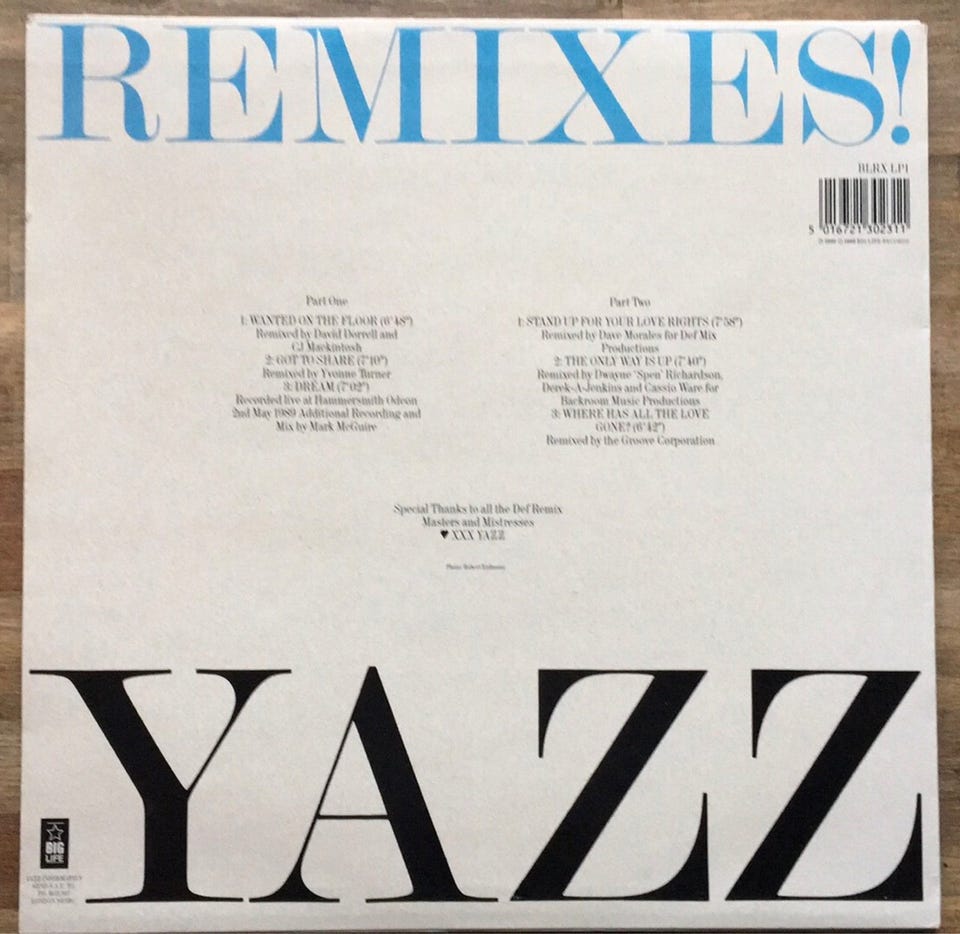 REMIXES!
BLRX LP1
5 016721 302311
Part One
1: WANTED ON THE FLOOR (6'48")
Remixed by David Dorrell and
CJ Mackintosh
2: GOT TO SHARE (7'10")
Remixed by Yvonne Turner
3: DREAM (7'02")
Recorded live at Hammersmith Odeon
2nd May 1989 Additional Recording and
Mix by Mark McGuire
Part Two
1: STAND UP FOR YOUR LOVE RIGHTS (7'58")
Remixed by Dave Morales for Def Mix
Productions
2: THE ONLY WAY IS UP (7'40")
Remixed by Dwayne 'Spen' Richardson,
Derek-A-Jenkins and Cassio Ware for
Backroom Music Productions
3: WHERE HAS ALL THE LOVE
GONE? (6'42")
Remixed by the Groove Corporation
Special Thanks to all the Def Remix
Masters and Mistresses
♥ XXX YAZZ
Photo: Robert
YAZZ
BIG
LIFE
YAZZ INFORMATION